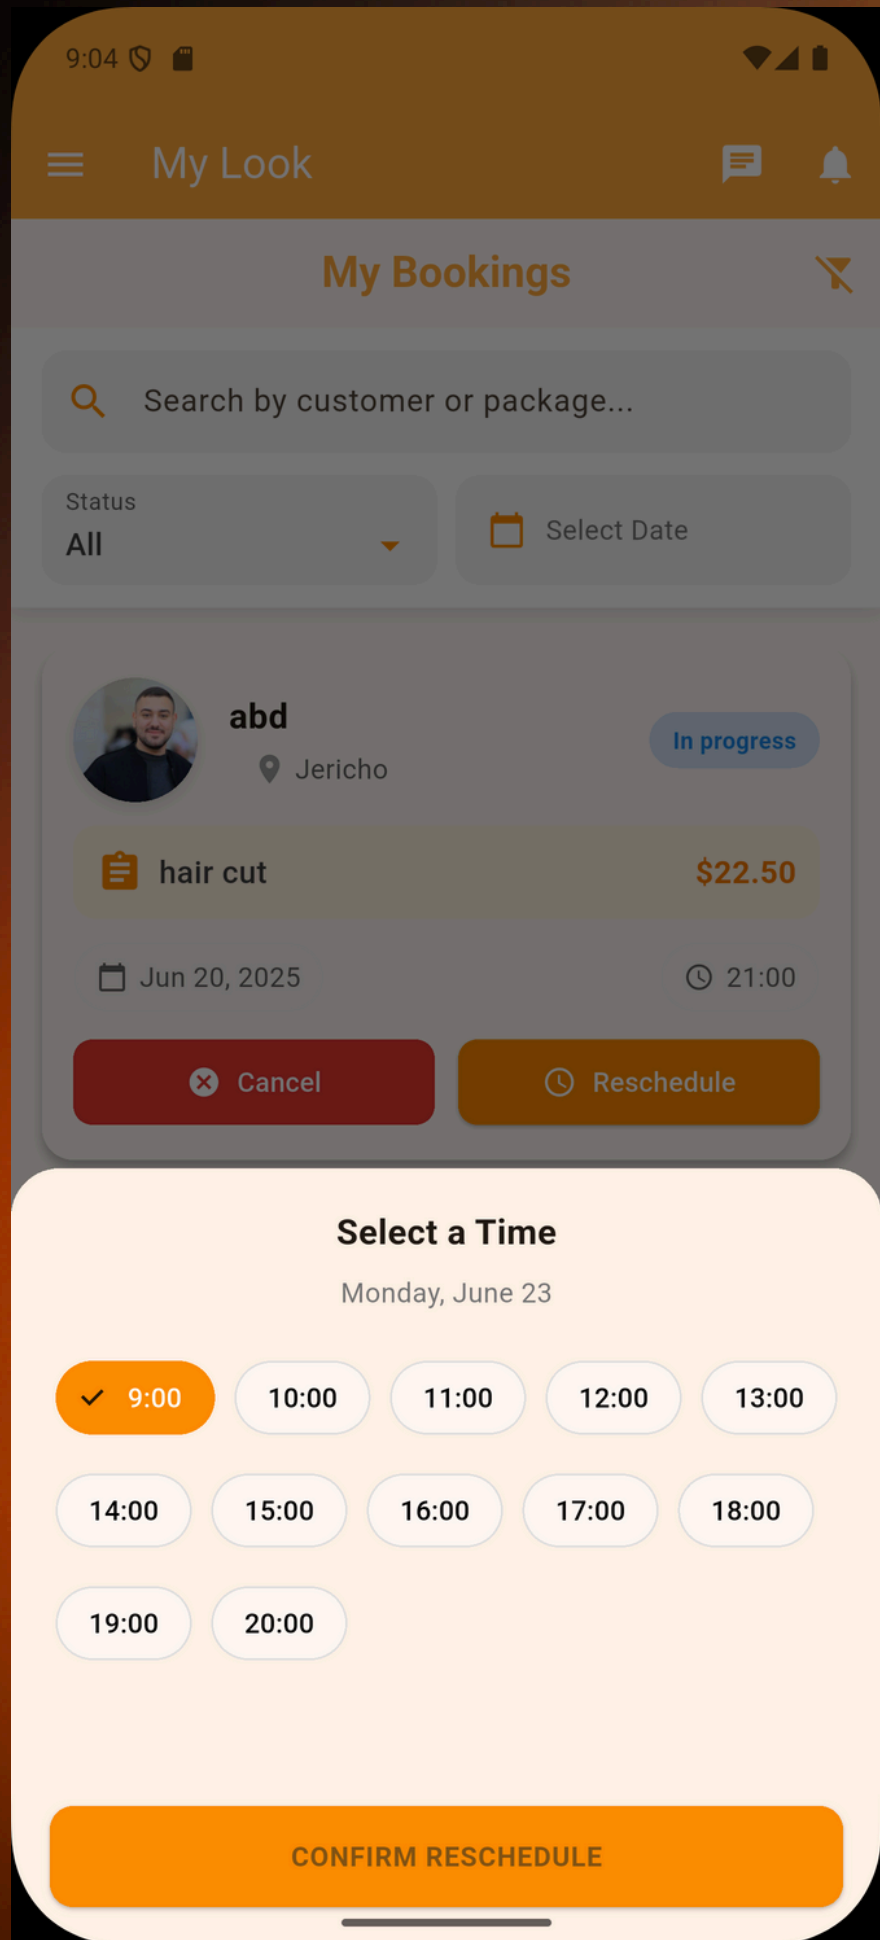 9:04
My Look
My Bookings
Search by customer or package...
Status
All
Select Date
abd
Jericho
In progress
hair cut
$22.50
Jun 20, 2025
21:00
Cancel
Reschedule
Select a Time
Monday, June 23
9:00 10:00 11:00 12:00 13:00
14:00 15:00 16:00 17:00 18:00
19:00 20:00
CONFIRM RESCHEDULE